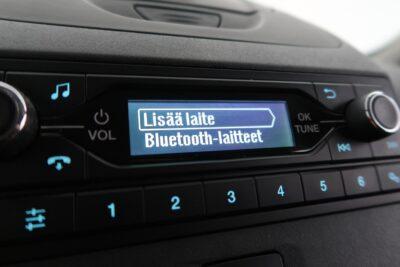 Lisää laite
Bluetooth-laitteet
VOL
OK
TUNE
1
2
3
4
5
6